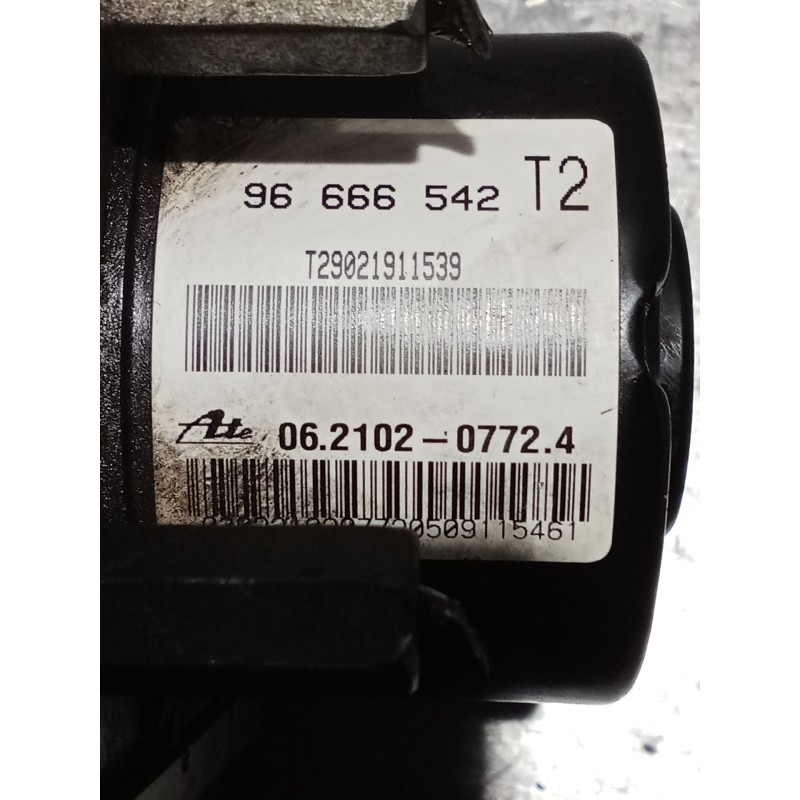 96 666 542 T2
T29021911539
Ate 06.2102-0772.4